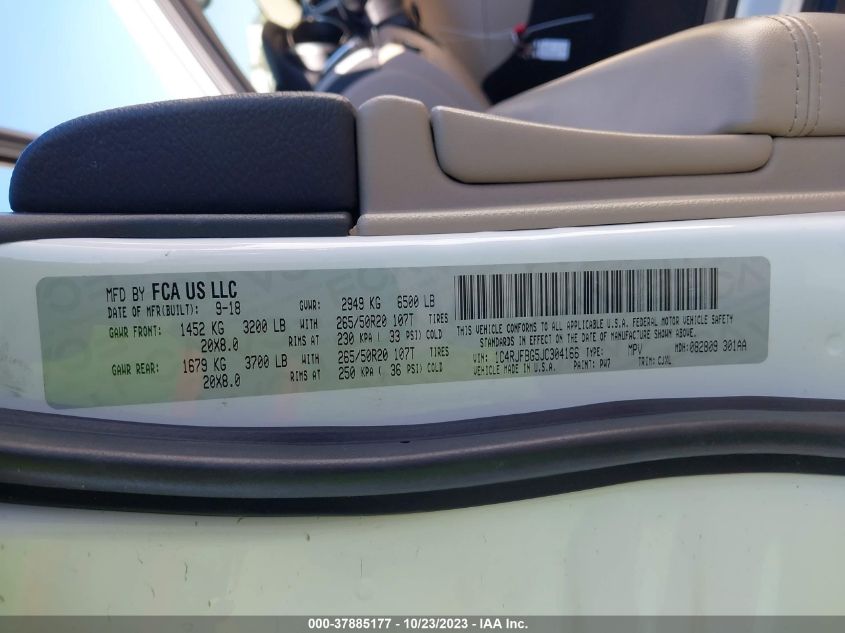 MFD BY FCA US LLC
DATE OF MFR(BUILT): 9-18 GVWR: 2949 KG 6500 LB
GAWR FRONT: 1452 KG 3200 LB WITH 265/50R20 107T TIRES
20X8.0 RIMS AT 230 KPA ( 33 PSI) COLD
GAWR REAR: 1679 KG 3700 LB WITH 265/50R20 107T TIRES
20X8.0 RIMS AT 250 KPA ( 36 PSI) COLD
THIS VEHICLE CONFORMS TO ALL APPLICABLE U.S.A. FEDERAL MOTOR VEHICLE SAFETY
STANDARDS IN EFFECT ON THE DATE OF MANUFACTURE SHOWN ABOVE.
VIN: 1C4RJFBG5JC304166 TYPE: MPV MDH: 082809 301AA
VEHICLE MADE IN U.S.A. PAINT: PW7 TRIM: CJXL
000-37885177 - 10/23/2023 - IAA Inc.